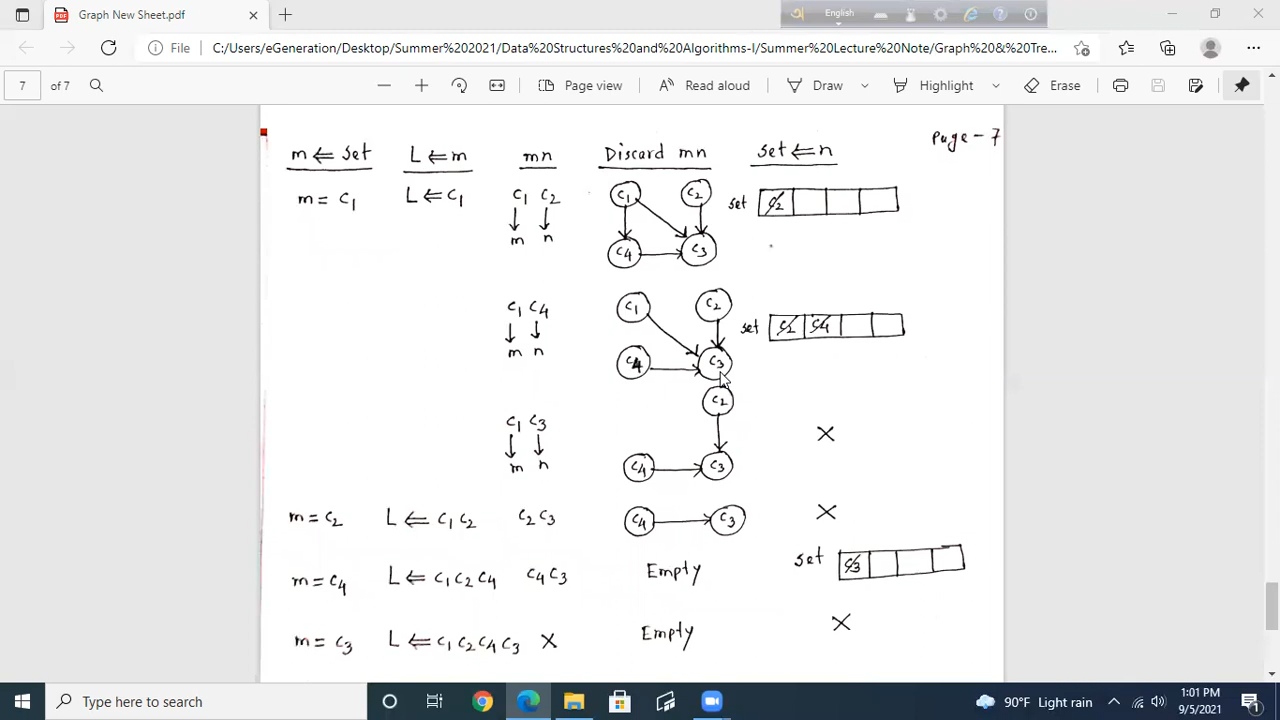 Graph New Sheet.pdf
English
File
C:/Users/eGeneration/Desktop/Summer%202021/Data%20Structures%20and%20Algorithms-I/Summer%20Lecture%20Note/Graph%20&%20Tre...
7 of 7
Page view
Read aloud
Draw
Highlight
Erase
Page - 7
m ⇐ set L ⇐ m mn Discard mn set ⇐ n
m = C1 L ⇐ C1 C1 C2 C1 C2 set C2
m n
C4 C3
C1 C4 C1 C2 set C2 C4
m n
C4 C3
C2
C1 C3 X
m n C4 C3
m = C2 L ⇐ C1 C2 C2 C3 C4 C3 X
m = C4 L ⇐ C1 C2 C4 C4 C3 Empty set C3
m = C3 L ⇐ C1 C2 C4 C3 X Empty X
Type here to search
90°F Light rain
1:01 PM
9/5/2021